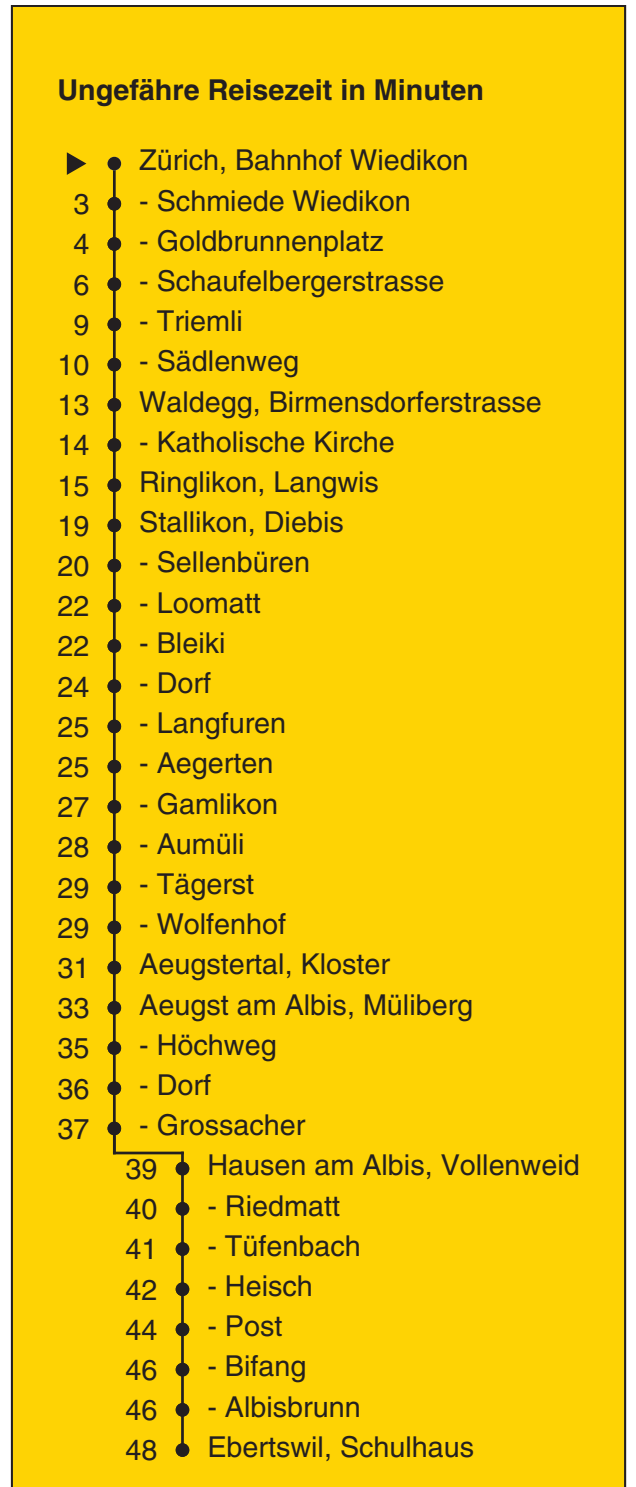 Ungefähre Reisezeit in Minuten
Zürich, Bahnhof Wiedikon
3 - Schmiede Wiedikon
4 - Goldbrunnenplatz
6 - Schaufelbergerstrasse
9 - Triemli
10 - Sädlenweg
13 Waldegg, Birmensdorferstrasse
14 - Katholische Kirche
15 Ringlikon, Langwis
19 Stallikon, Diebis
20 - Sellenbüren
22 - Loomatt
22 - Bleiki
24 - Dorf
25 - Langfuren
25 - Aegerten
27 - Gamlikon
28 - Aumüli
29 - Tägerst
29 - Wolfenhof
31 Aeugstertal, Kloster
33 Aeugst am Albis, Müliberg
35 - Höchweg
36 - Dorf
37 - Grossacher
39 Hausen am Albis, Vollenweid
40 - Riedmatt
41 - Tüfenbach
42 - Heisch
44 - Post
46 - Bifang
46 - Albisbrunn
48 Ebertswil, Schulhaus